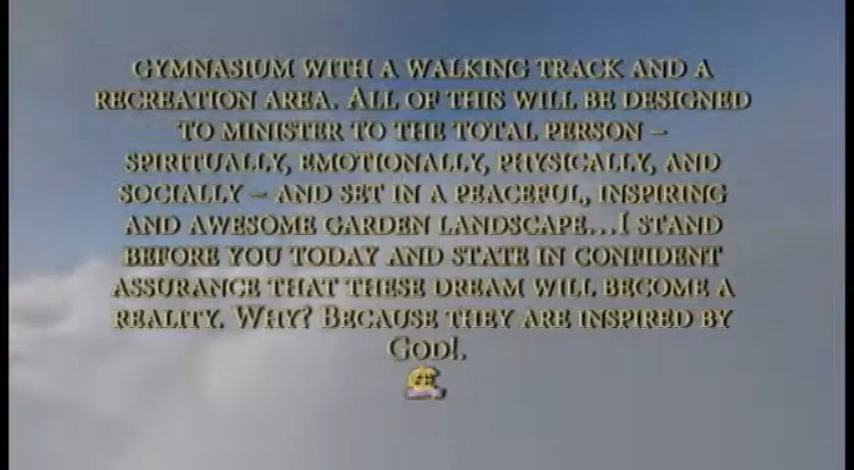 GYMNASIUM WITH A WALKING TRACK AND A
RECREATION AREA. ALL OF THIS WILL BE DESIGNED
TO MINISTER TO THE TOTAL PERSON –
SPIRITUALLY, EMOTIONALLY, PHYSICALLY, AND
SOCIALLY – AND SET IN A PEACEFUL, INSPIRING
AND AWESOME GARDEN LANDSCAPE...I STAND
BEFORE YOU TODAY AND STATE IN CONFIDENT
ASSURANCE THAT THESE DREAM WILL BECOME A
REALITY. WHY? BECAUSE THEY ARE INSPIRED BY
GOD!.